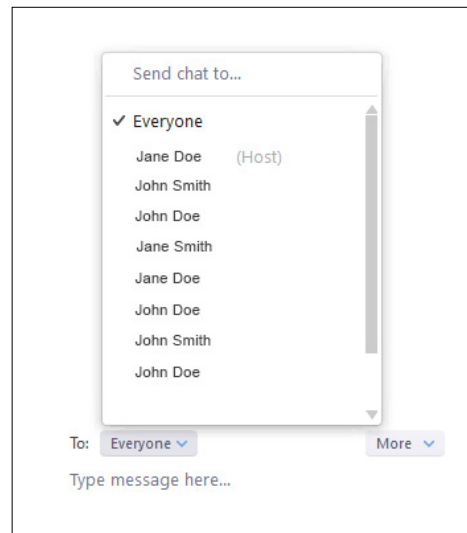 Send chat to...
Everyone
Jane Doe (Host)
John Smith
John Doe
Jane Smith
Jane Doe
John Doe
John Smith
John Doe
To: Everyone More
Type message here...